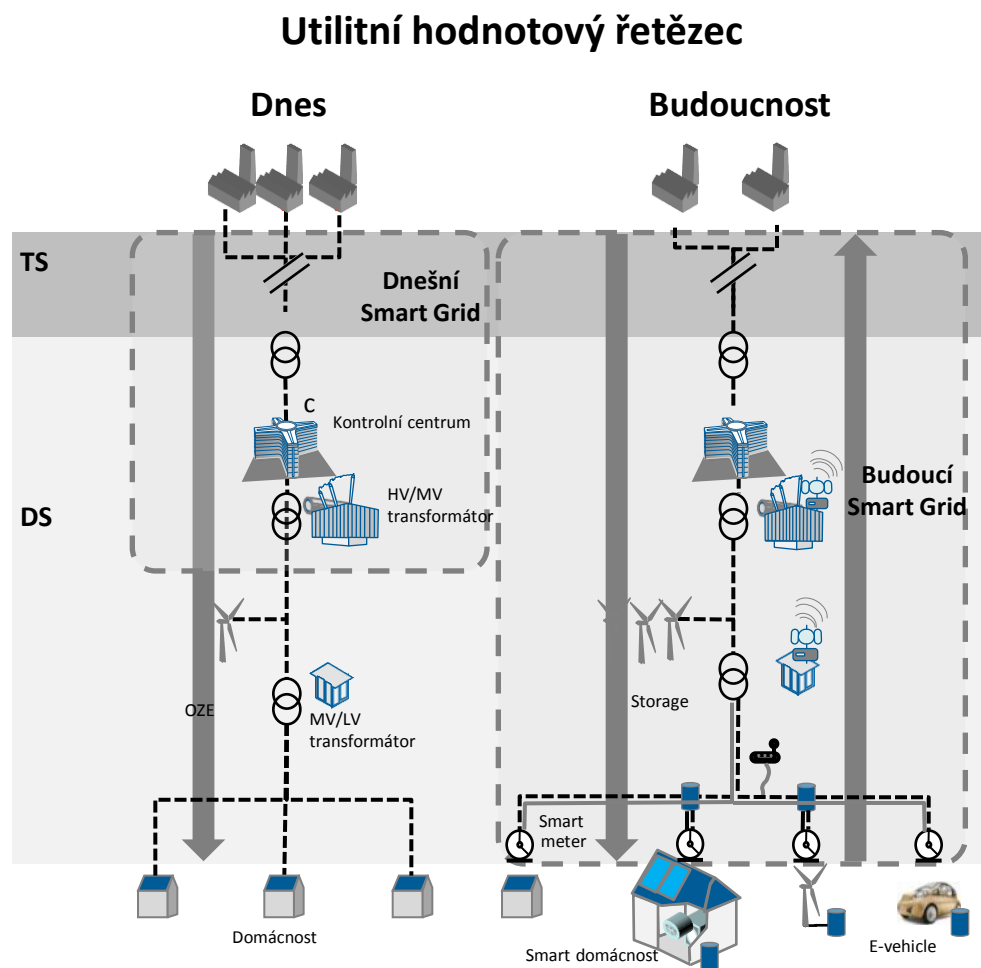 Utilitní hodnotový řetězec
Dnes
Budoucnost
TS
Dnešní
Smart Grid
C
Kontrolní centrum
HV/MV
transformátor
Budoucí
Smart Grid
DS
OZE
MV/LV
transformátor
Storage
Smart
meter
Domácnost
Smart domácnost
E-vehicle